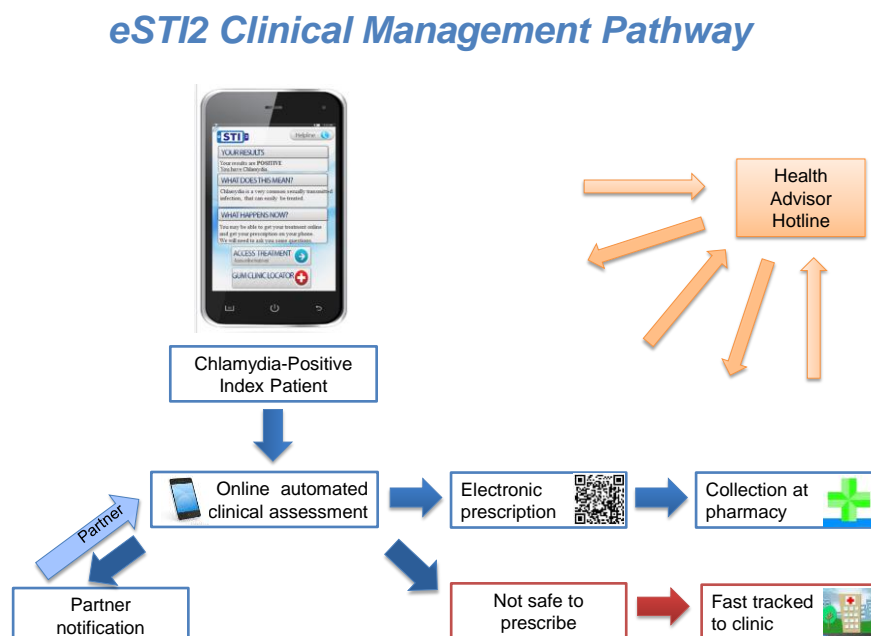 eSTI2 Clinical Management Pathway
STI
Helpline
YOUR RESULTS
Your results are POSITIVE
You have Chlamydia.
WHAT DOES THIS MEAN?
Chlamydia is a very common sexually transmitted
infection, that can easily be treated.
WHAT HAPPENS NOW?
You may be able to get your treatment online
and get your prescription on your phone.
We will need to ask you some questions.
ACCESS TREATMENT
GUM CLINIC LOCATOR
Health
Advisor
Hotline
Chlamydia-Positive
Index Patient
Online automated
clinical assessment
Electronic
prescription
Collection at
pharmacy
Partner
Partner
notification
Not safe to
prescribe
Fast tracked
to clinic